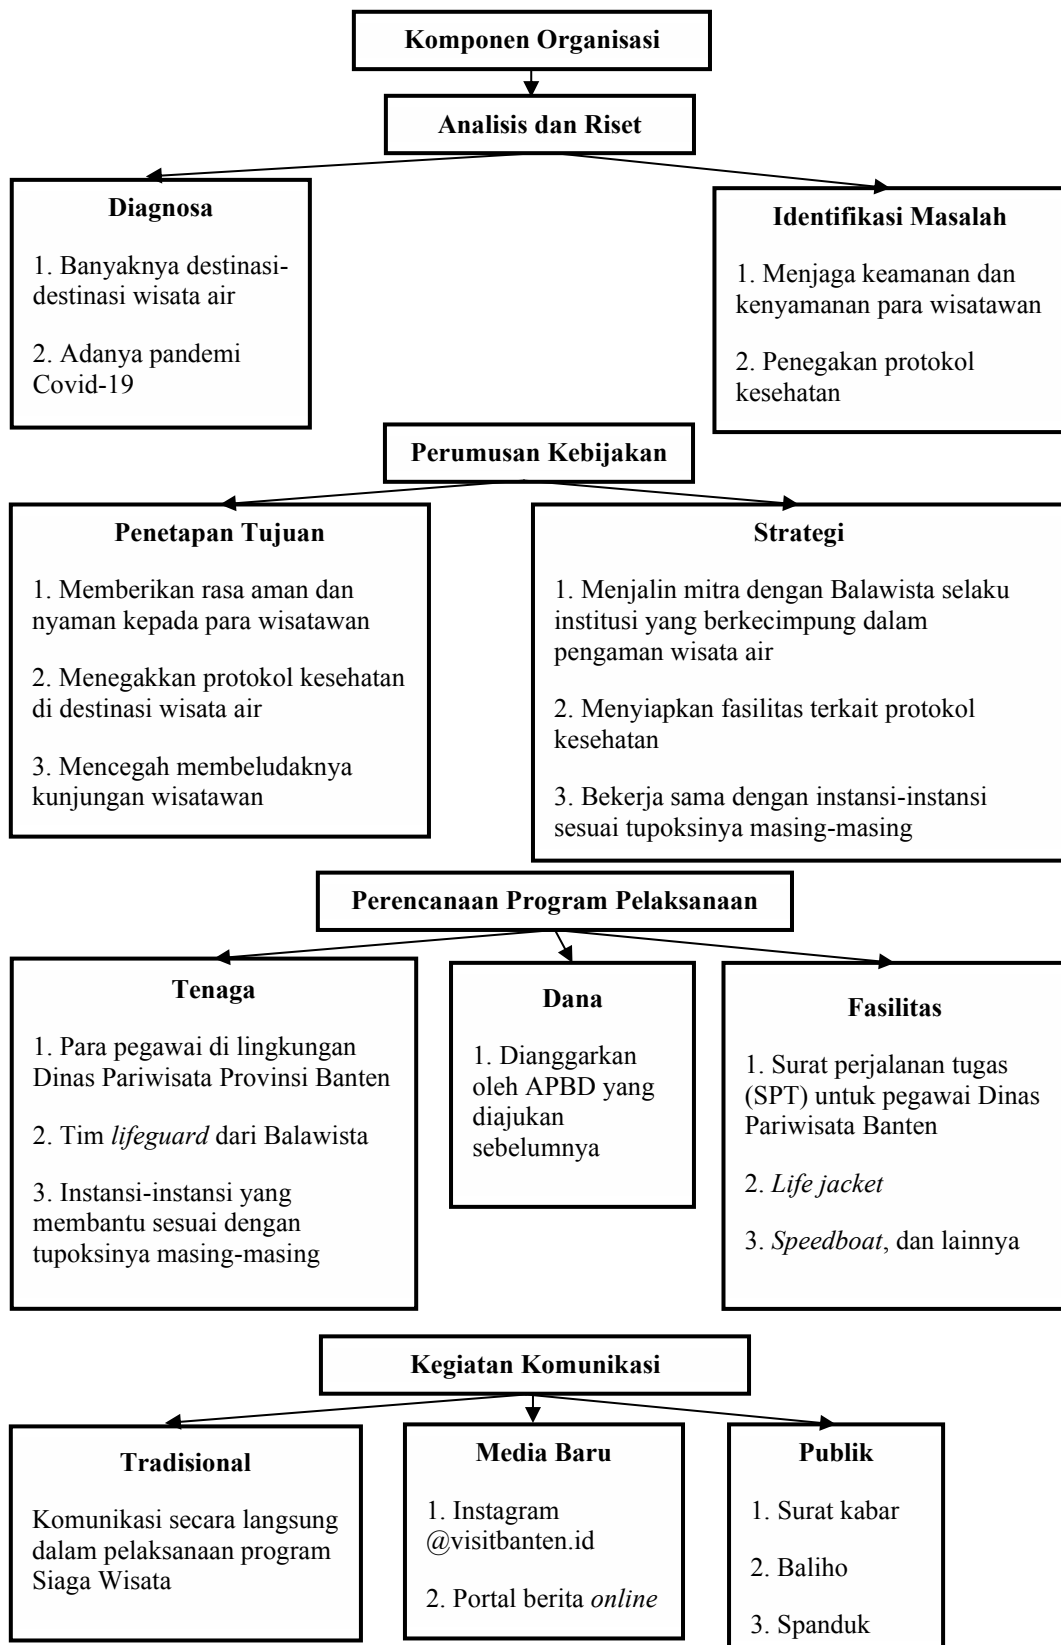 Komponen Organisasi
Analisis dan Riset
Diagnosa
1. Banyaknya destinasi-
destinasi wisata air
2. Adanya pandemi
Covid-19
Identifikasi Masalah
1. Menjaga keamanan dan
kenyamanan para wisatawan
2. Penegakan protokol
kesehatan
Perumusan Kebijakan
Penetapan Tujuan
1. Memberikan rasa aman dan
nyaman kepada para wisatawan
2. Menegakkan protokol kesehatan
di destinasi wisata air
3. Mencegah membeludaknya
kunjungan wisatawan
Strategi
1. Menjalin mitra dengan Balawista selaku
institusi yang berkecimpung dalam
pengaman wisata air
2. Menyiapkan fasilitas terkait protokol
kesehatan
3. Bekerja sama dengan instansi-instansi
sesuai tupoksinya masing-masing
Perencanaan Program Pelaksanaan
Tenaga
1. Para pegawai di lingkungan
Dinas Pariwisata Provinsi Banten
2. Tim lifeguard dari Balawista
3. Instansi-instansi yang
membantu sesuai dengan
tupoksinya masing-masing
Dana
1. Dianggarkan
oleh APBD yang
diajukan
sebelumnya
Fasilitas
1. Surat perjalanan tugas
(SPT) untuk pegawai Dinas
Pariwisata Banten
2. Life jacket
3. Speedboat, dan lainnya
Kegiatan Komunikasi
Tradisional
Komunikasi secara langsung
dalam pelaksanaan program
Siaga Wisata
Media Baru
1. Instagram
@visitbanten.id
2. Portal berita online
Publik
1. Surat kabar
2. Baliho
3. Spanduk